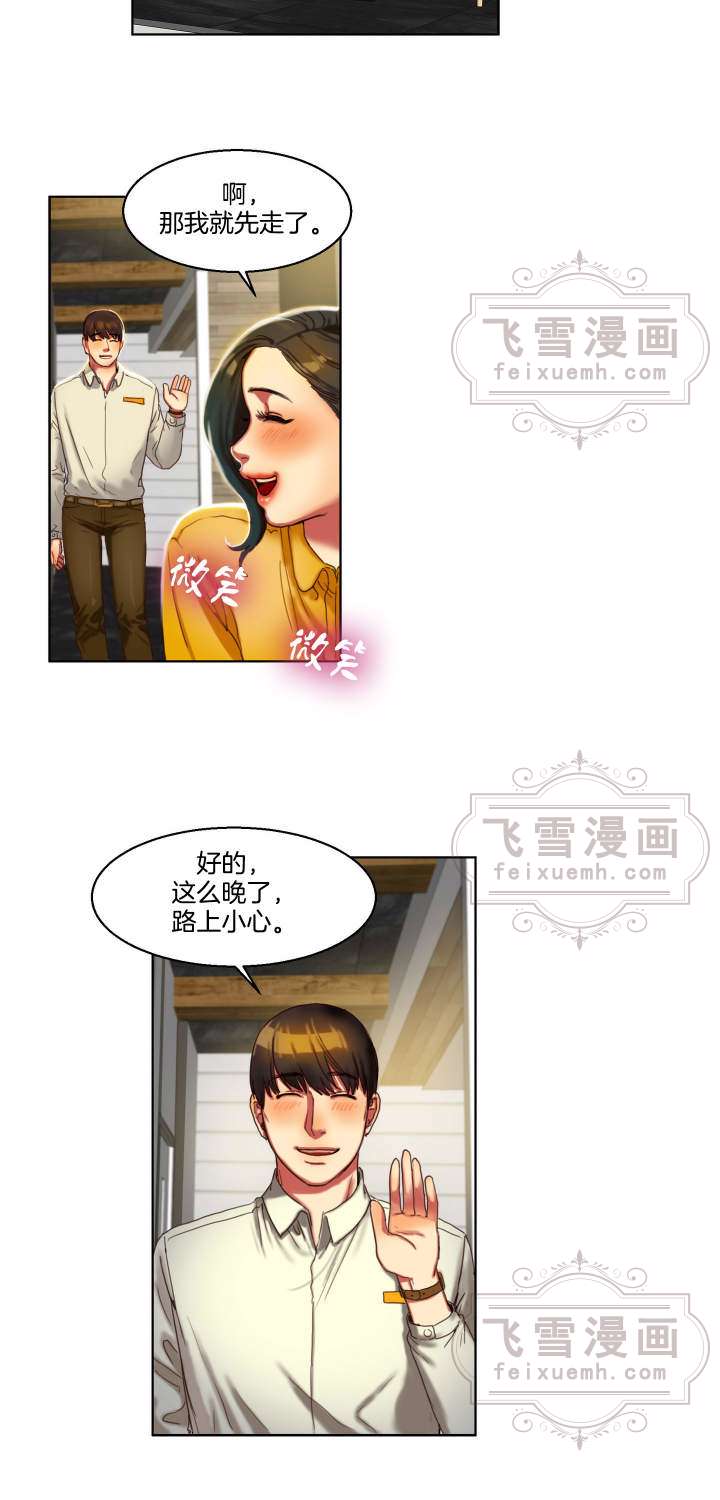 啊，
那我就先走了。
飞雪漫画
feixuemh.com
微笑
微笑
飞雪漫画
feixuemh.com
好的，
这么晚了，
路上小心。
飞雪漫画
feixuemh.com